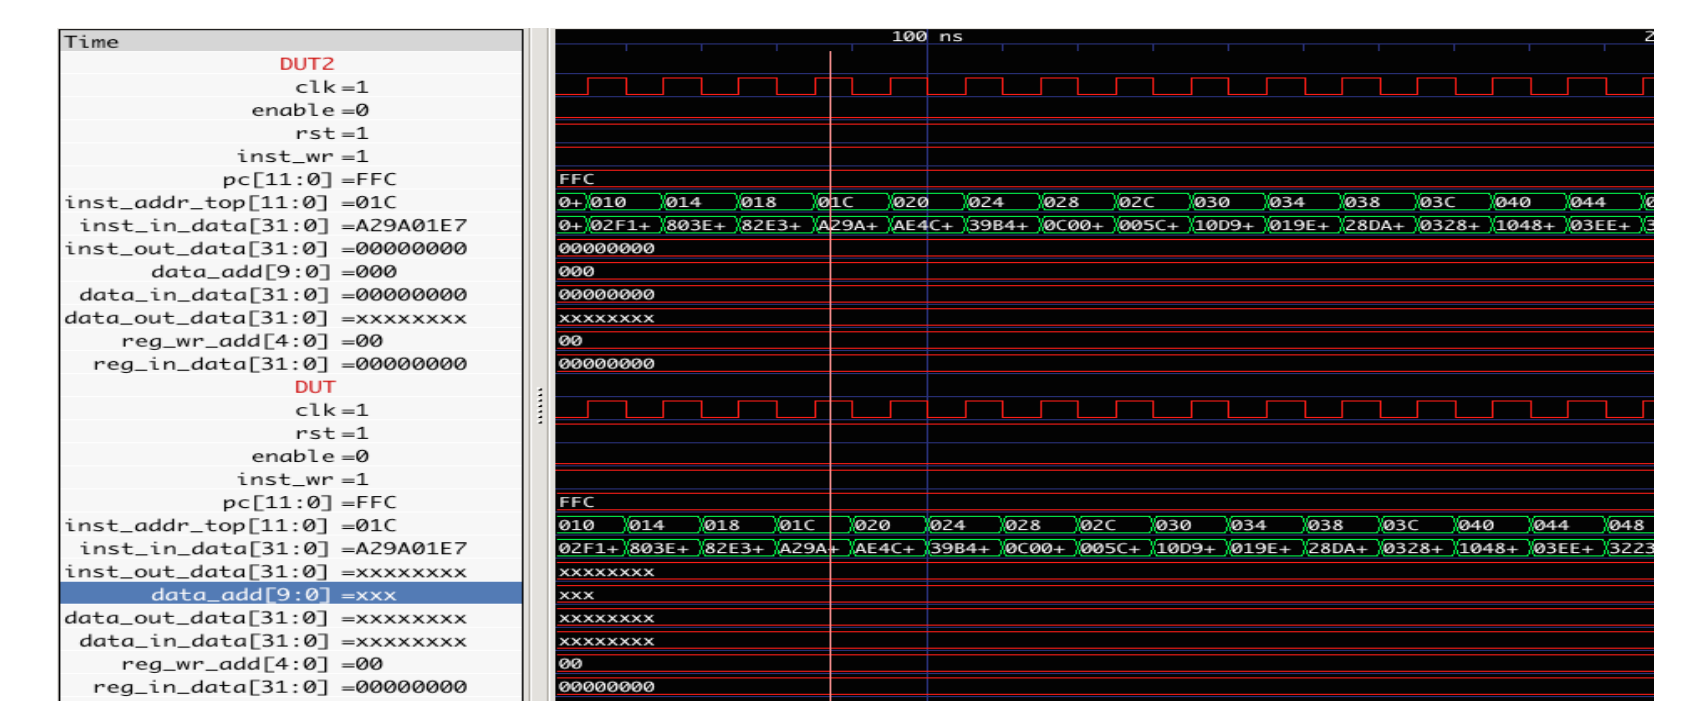 Time 100 ns 2
DUT2
clk =1
enable =0
rst =1
inst_wr =1
pc[11:0] =FFC FFC
inst_addr_top[11:0] =01C 0+ 010 014 018 01C 020 024 028 02C 030 034 038 03C 040 044 0
inst_in_data[31:0] =A29A01E7 0+ 02F1+ 803E+ 82E3+ A29A+ AE4C+ 39B4+ 0C00+ 005C+ 10D9+ 019E+ 28DA+ 0328+ 1048+ 03EE+ 3
inst_out_data[31:0] =00000000 00000000
data_add[9:0] =000 000
data_in_data[31:0] =00000000 00000000
data_out_data[31:0] =xxxxxxxx xxxxxxxx
reg_wr_add[4:0] =00 00
reg_in_data[31:0] =00000000 00000000
DUT
clk =1
rst =1
enable =0
inst_wr =1
pc[11:0] =FFC FFC
inst_addr_top[11:0] =01C 010 014 018 01C 020 024 028 02C 030 034 038 03C 040 044 048
inst_in_data[31:0] =A29A01E7 02F1+ 803E+ 82E3+ A29A+ AE4C+ 39B4+ 0C00+ 005C+ 10D9+ 019E+ 28DA+ 0328+ 1048+ 03EE+ 3223
inst_out_data[31:0] =xxxxxxxx xxxxxxxx
data_add[9:0] =xxx xxx
data_out_data[31:0] =xxxxxxxx xxxxxxxx
data_in_data[31:0] =xxxxxxxx xxxxxxxx
reg_wr_add[4:0] =00 00
reg_in_data[31:0] =00000000 00000000